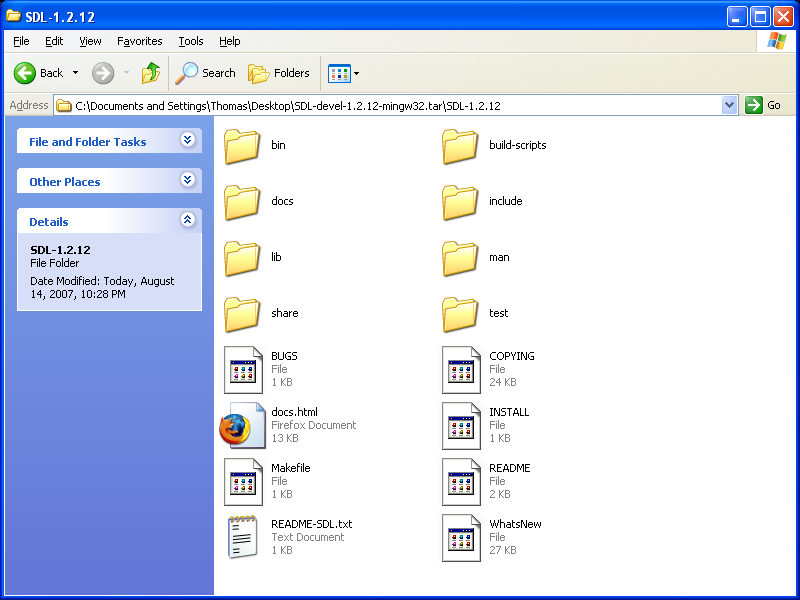 SDL-1.2.12
File Edit View Favorites Tools Help
Back Search Folders
Address C:\Documents and Settings\Thomas\Desktop\SDL-devel-1.2.12-mingw32.tar\SDL-1.2.12 Go
File and Folder Tasks
Other Places
Details
SDL-1.2.12
File Folder
Date Modified: Today, August
14, 2007, 10:28 PM
bin
build-scripts
docs
include
lib
man
share
test
BUGS
File
1 KB
COPYING
File
24 KB
docs.html
Firefox Document
13 KB
INSTALL
File
1 KB
Makefile
File
1 KB
README
File
2 KB
README-SDL.txt
Text Document
1 KB
WhatsNew
File
27 KB